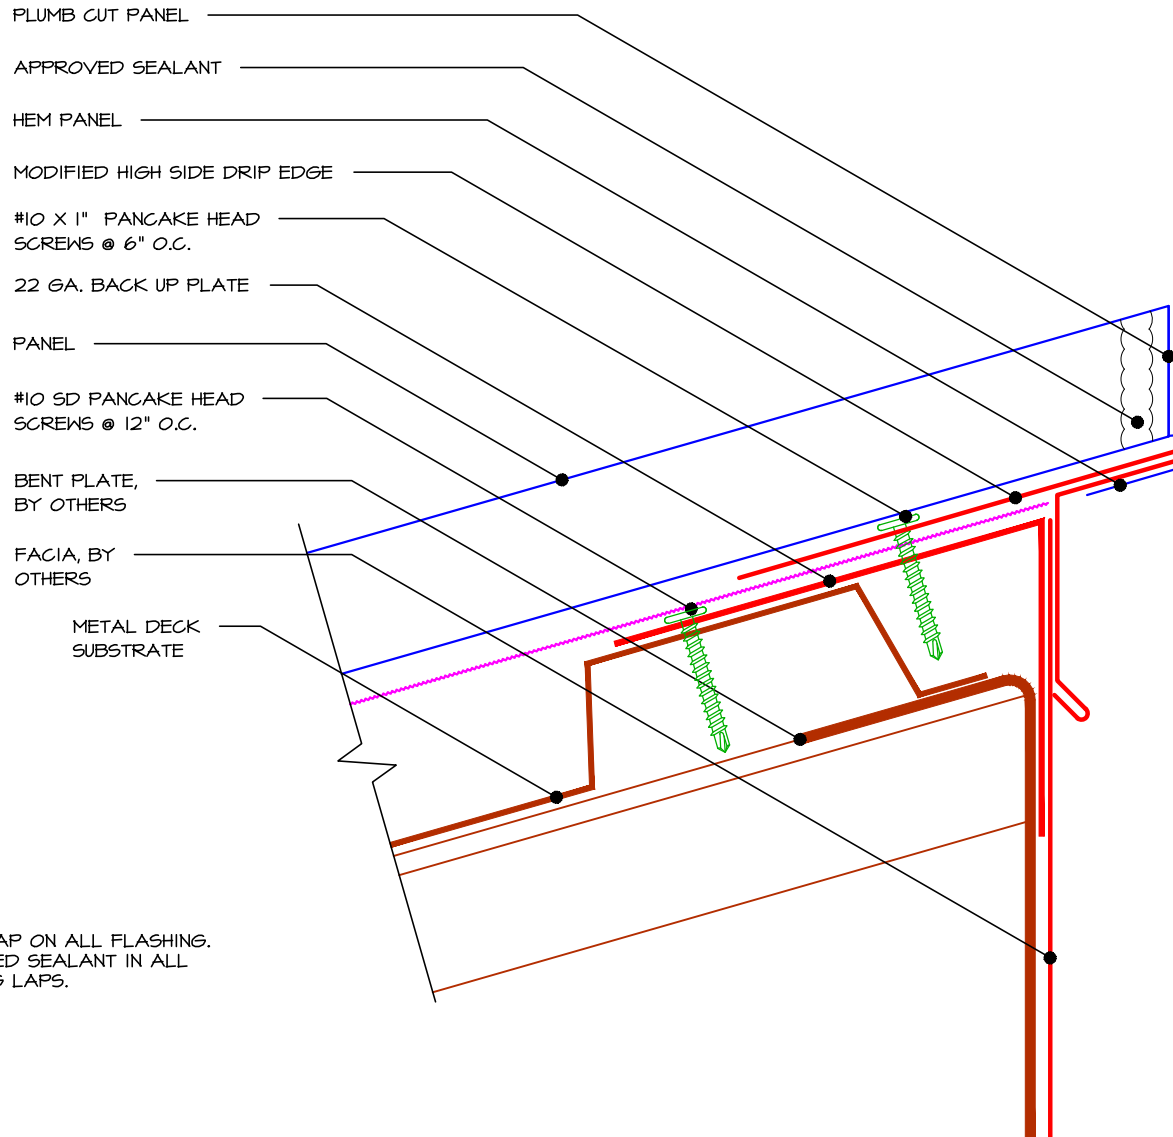 PLUMB CUT PANEL
APPROVED SEALANT
HEM PANEL
MODIFIED HIGH SIDE DRIP EDGE
#10 X 1" PANCAKE HEAD
SCREWS @ 6" O.C.
22 GA. BACK UP PLATE
PANEL
#10 SD PANCAKE HEAD
SCREWS @ 12" O.C.
BENT PLATE,
BY OTHERS
FACIA, BY
OTHERS
METAL DECK
SUBSTRATE
ON ALL FLASHING.
SEALANT IN ALL
LAPS.